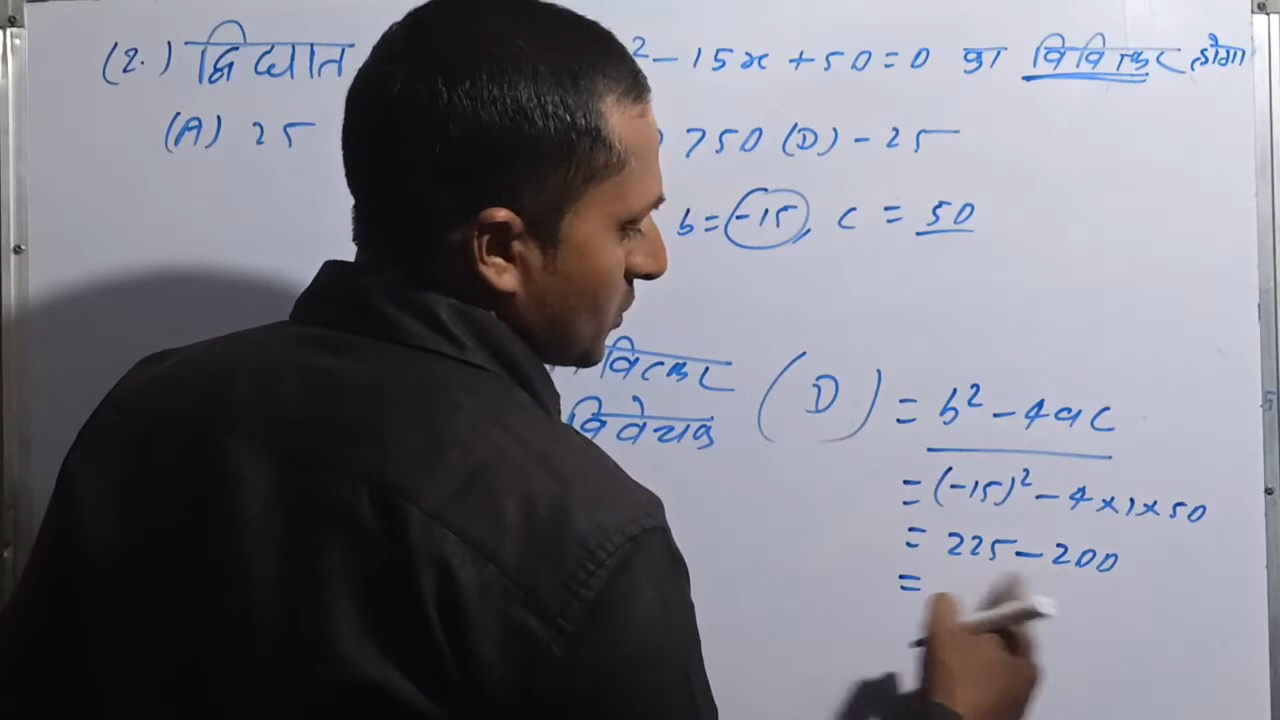 (2.) द्विघात ² - 15x + 50 = 0 का विविक्तिकर होगा
(A) 25 ) 750 (D) - 25
b = -15, c = 50
(D) = b² - 4ac
विवेचक
= (-15)² - 4 × 1 × 50
= 225 - 200
=